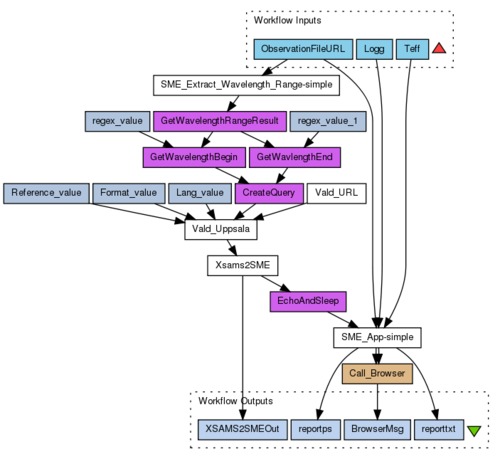 Workflow Inputs
ObservationFileURL Logg Teff
SME_Extract_Wavelength_Range-simple
regex_value GetWavelengthRangeResult regex_value_1
GetWavelengthBegin GetWavlengthEnd
Reference_value Format_value Lang_value CreateQuery Vald_URL
Vald_Uppsala
Xsams2SME
EchoAndSleep
SME_App-simple
Call_Browser
Workflow Outputs
XSAMS2SMEOut reportps BrowserMsg reporttxt